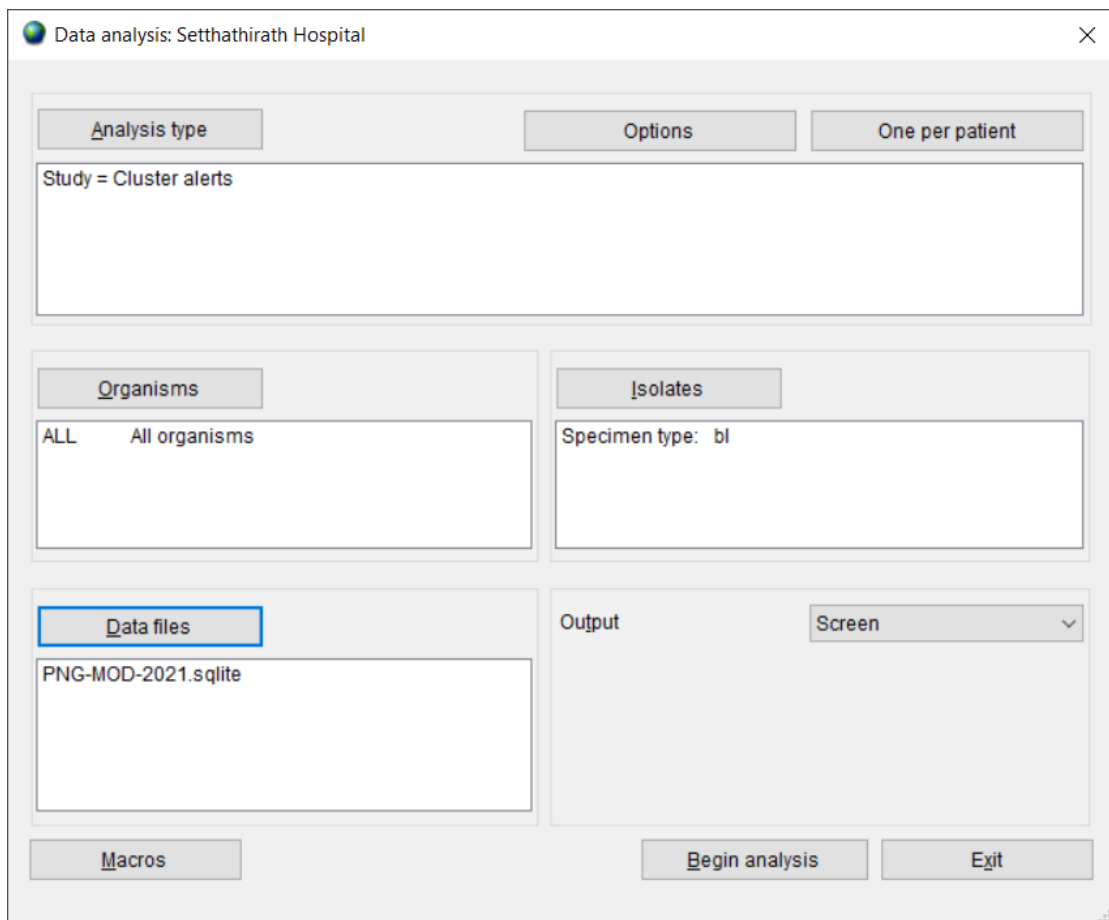 Data analysis: Setthathirath Hospital
Analysis type
Options
One per patient
Study = Cluster alerts
Organisms
ALL All organisms
Isolates
Specimen type: bl
Data files
PNG-MOD-2021.sqlite
Output
Screen
Macros
Begin analysis
Exit